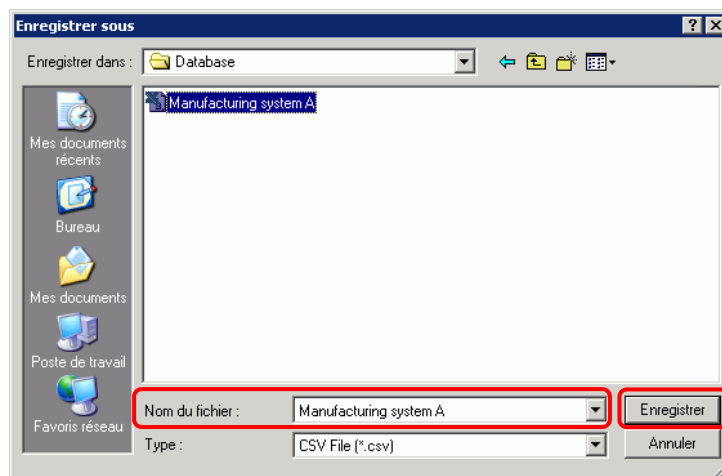 Enregistrer sous
Enregistrer dans :
Database
Manufacturing system A
Mes documents
récents
Bureau
Mes documents
Poste de travail
Favoris réseau
Nom du fichier :
Manufacturing system A
Enregistrer
Type :
CSV File (*.csv)
Annuler